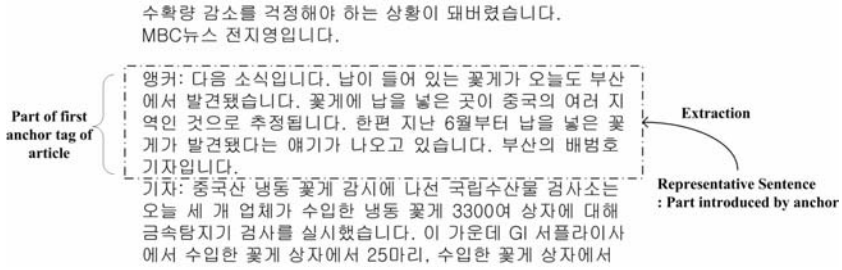 수확량 감소를 걱정해야 하는 상황이 돼버렸습니다.
MBC뉴스 전지영입니다.
앵커: 다음 소식입니다. 납이 들어 있는 꽃게가 오늘도 부산
에서 발견됐습니다. 꽃게에 납을 넣은 곳이 중국의 여러 지
역인 것으로 추정됩니다. 한편 지난 6월부터 납을 넣은 꽃
게가 발견됐다는 얘기가 나오고 있습니다. 부산의 배범호
기자입니다.
기자: 중국산 냉동 꽃게 감시에 나선 국립수산물 검사소는
오늘 세 개 업체가 수입한 냉동 꽃게 3300여 상자에 대해
금속탐지기 검사를 실시했습니다. 이 가운데 GI 서플라이사
에서 수입한 꽃게 상자에서 25마리, 수입한 꽃게 상자에서
Part of first
anchor tag of
article
Extraction
Representative Sentence
: Part introduced by anchor